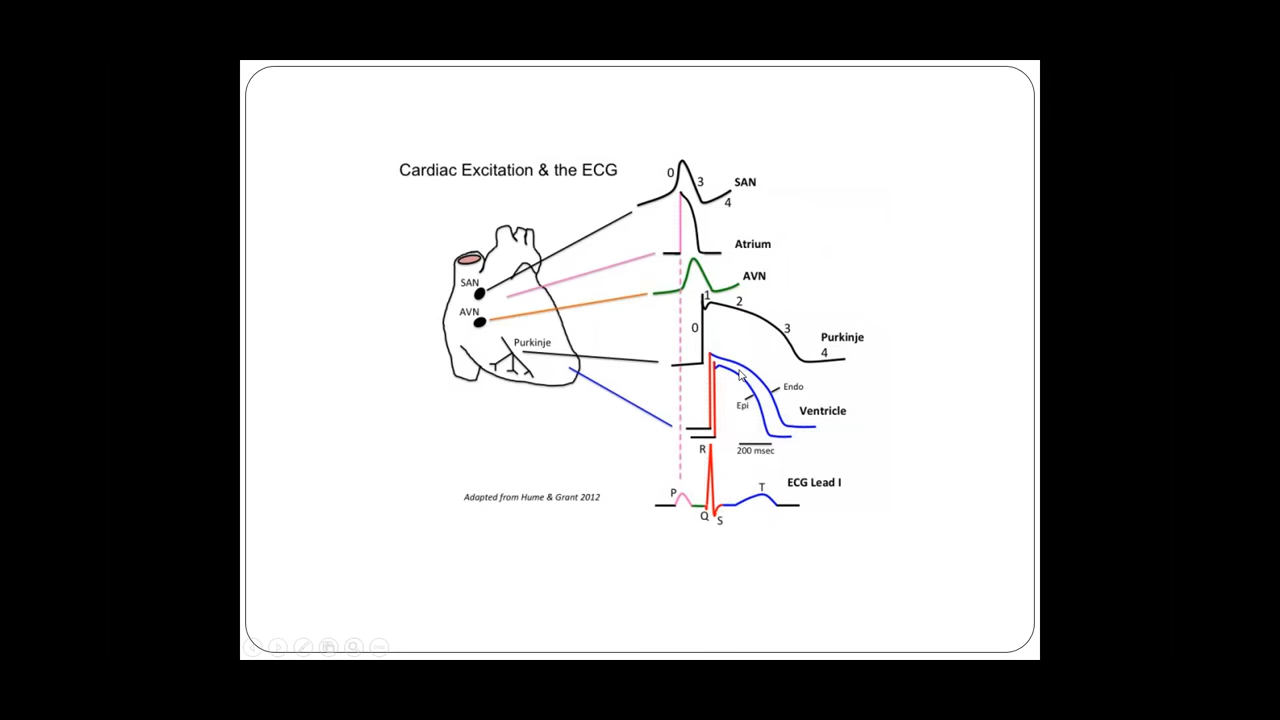 Cardiac Excitation & the ECG
0
3
SAN
4
Atrium
AVN
1
2
0
3
Purkinje
4
SAN
AVN
Purkinje
Endo
Epi
Ventricle
200 msec
R
P
T
ECG Lead I
Q
S
Adapted from Hume & Grant 2012